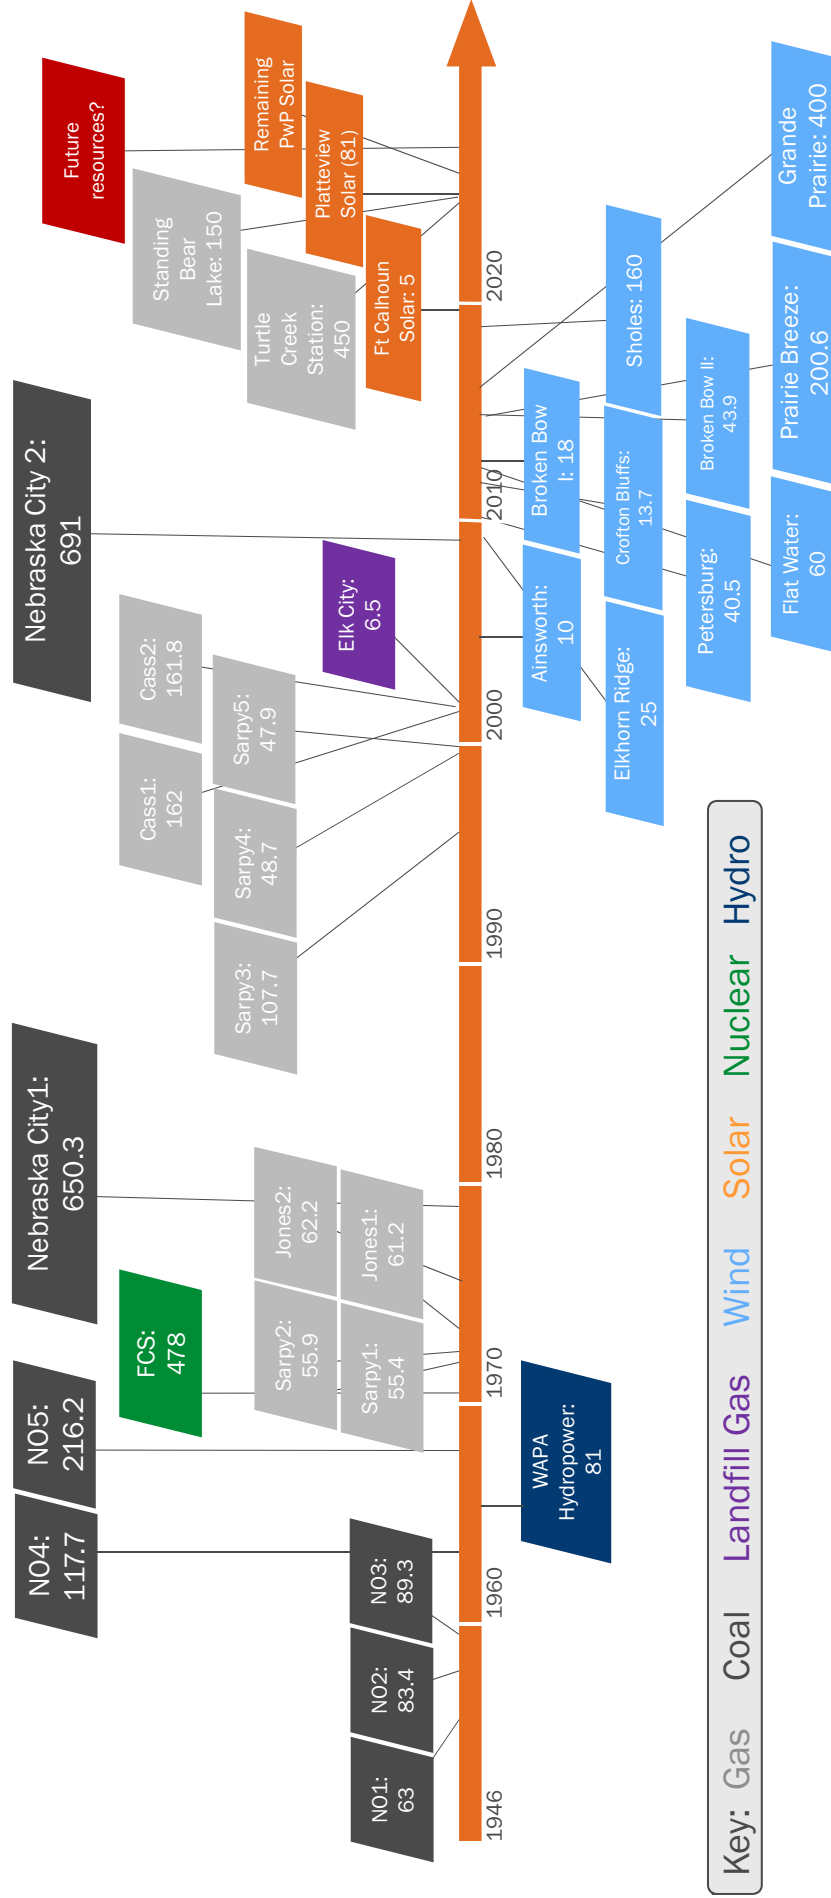 NO1:
63
NO2:
83.4
NO3:
89.3
NO4:
117.7
NO5:
216.2
FCS:
478
Nebraska City1:
650.3
Sarpy2:
55.9
Jones2:
62.2
Sarpy1:
55.4
Jones1:
61.2
Sarpy3:
107.7
Sarpy4:
48.7
Sarpy5:
47.9
Cass1:
162
Cass2:
161.8
Elk City:
6.5
Nebraska City 2:
691
Turtle
Creek
Station:
450
Standing
Bear
Lake: 150
Ft Calhoun
Solar: 5
Platteview
Solar (81)
Remaining
PwP Solar
Future
resources?
1946
1960
1970
1980
1990
2000
2010
2020
WAPA
Hydropower:
81
Ainsworth:
10
Broken Bow
I: 18
Elkhorn Ridge:
25
Crofton Bluffs:
13.7
Sholes: 160
Petersburg:
40.5
Broken Bow II:
43.9
Flat Water:
60
Prairie Breeze:
200.6
Grande
Prairie: 400
Key: Gas Coal Landfill Gas Wind Solar Nuclear Hydro